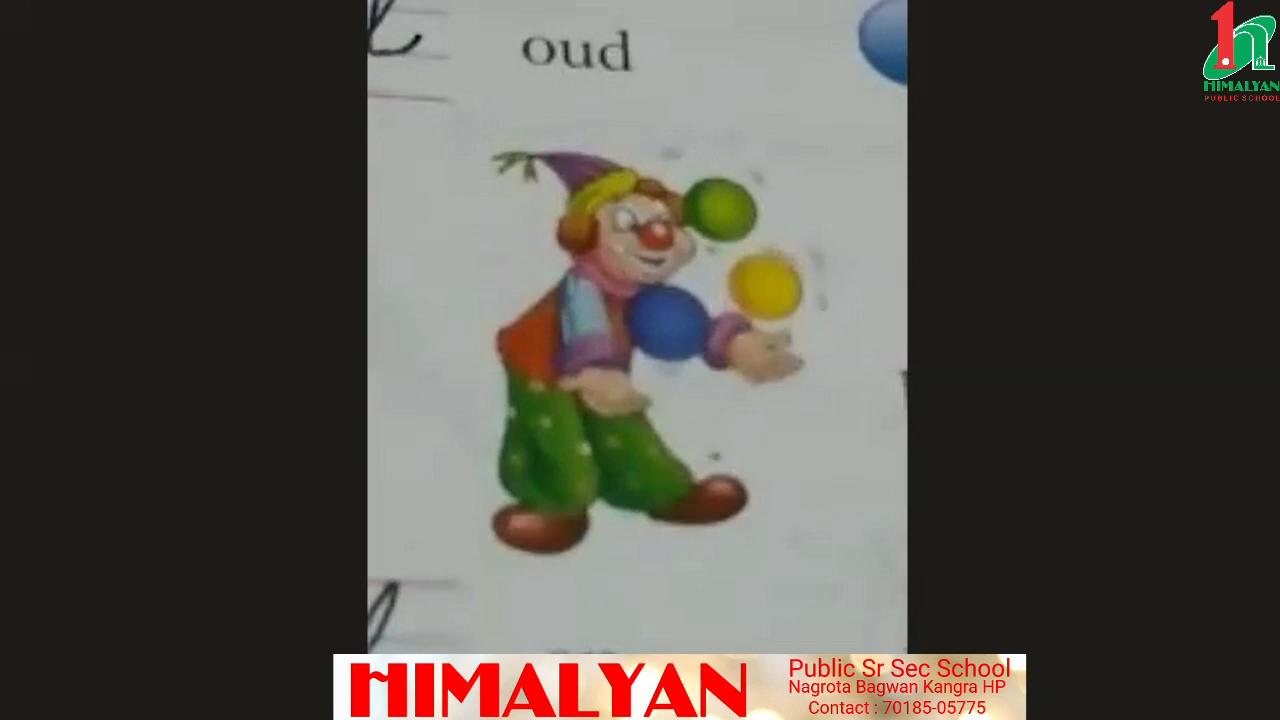 oud
HIMALYAN
PUBLIC SCHOOL
HIMALYAN
Public Sr Sec School
Nagrota Bagwan Kangra HP
Contact : 70185-05775